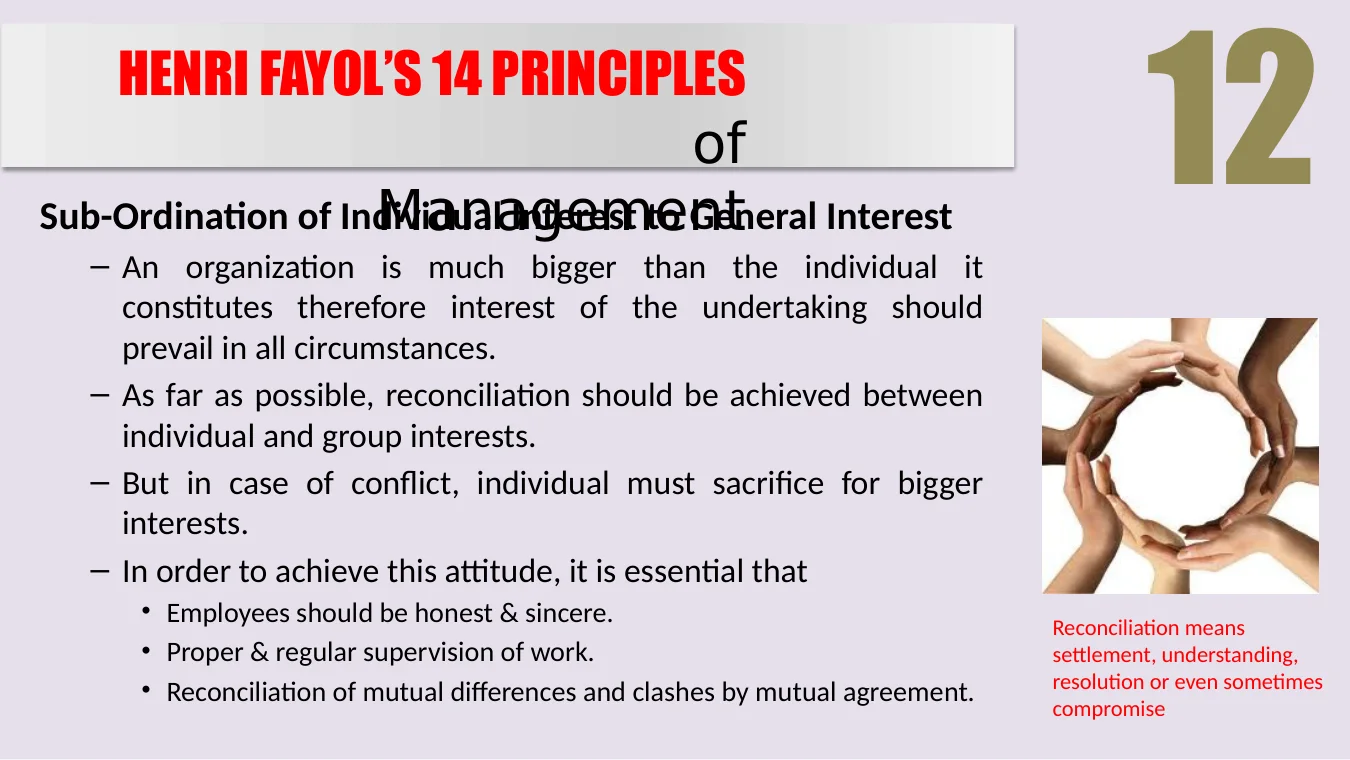 HENRI FAYOL’S 14 PRINCIPLES
of
Management
12
Sub-Ordination of Individual Interest to General Interest
– An organization is much bigger than the individual it
constitutes therefore interest of the undertaking should
prevail in all circumstances.
– As far as possible, reconciliation should be achieved between
individual and group interests.
– But in case of conflict, individual must sacrifice for bigger
interests.
– In order to achieve this attitude, it is essential that
• Employees should be honest & sincere.
• Proper & regular supervision of work.
• Reconciliation of mutual differences and clashes by mutual agreement.
Reconciliation means
settlement, understanding,
resolution or even sometimes
compromise